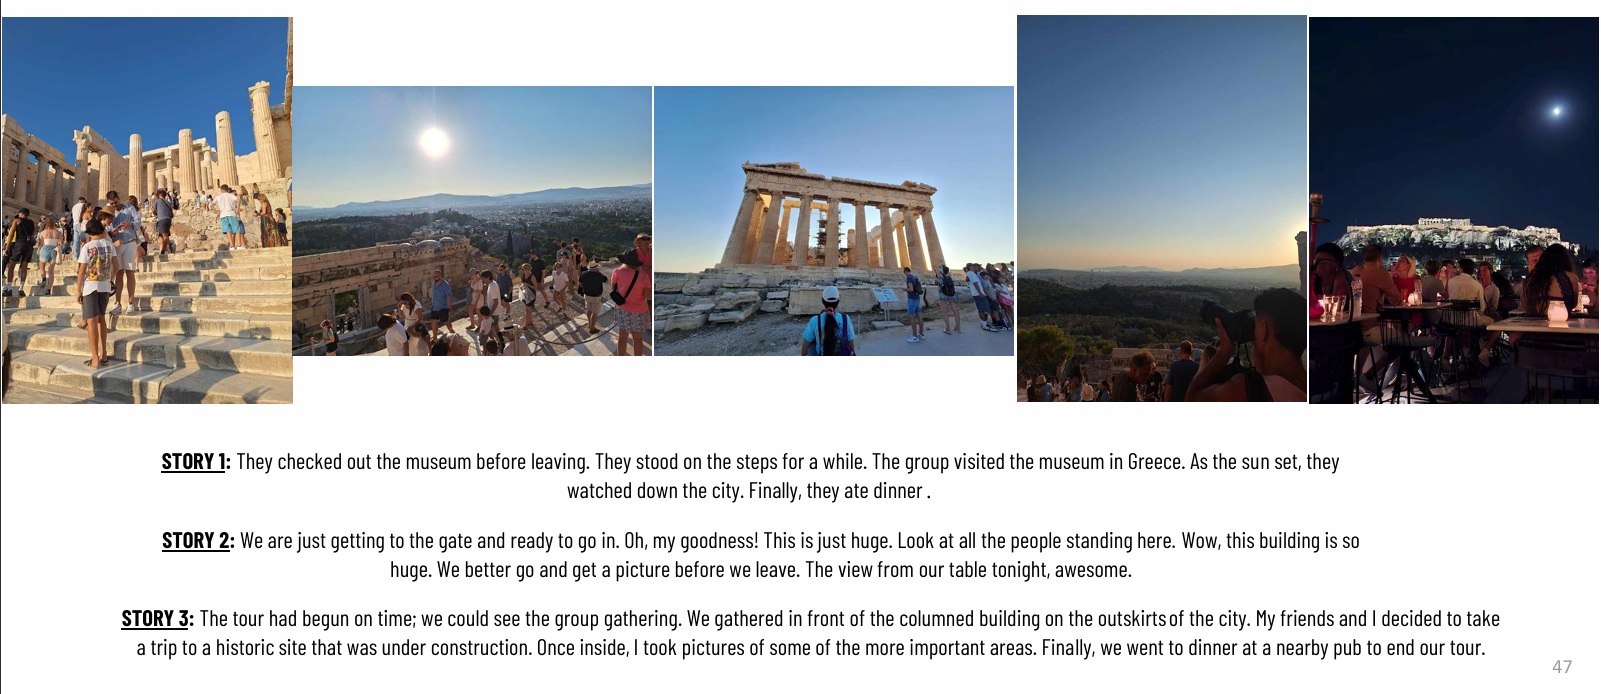 STORY 1: They checked out the museum before leaving. They stood on the steps for a while. The group visited the museum in Greece. As the sun set, they
watched down the city. Finally, they ate dinner .
STORY 2: We are just getting to the gate and ready to go in. Oh, my goodness! This is just huge. Look at all the people standing here. Wow, this building is so
huge. We better go and get a picture before we leave. The view from our table tonight, awesome.
STORY 3: The tour had begun on time; we could see the group gathering. We gathered in front of the columned building on the outskirts of the city. My friends and I decided to take
a trip to a historic site that was under construction. Once inside, I took pictures of some of the more important areas. Finally, we went to dinner at a nearby pub to end our tour.
47